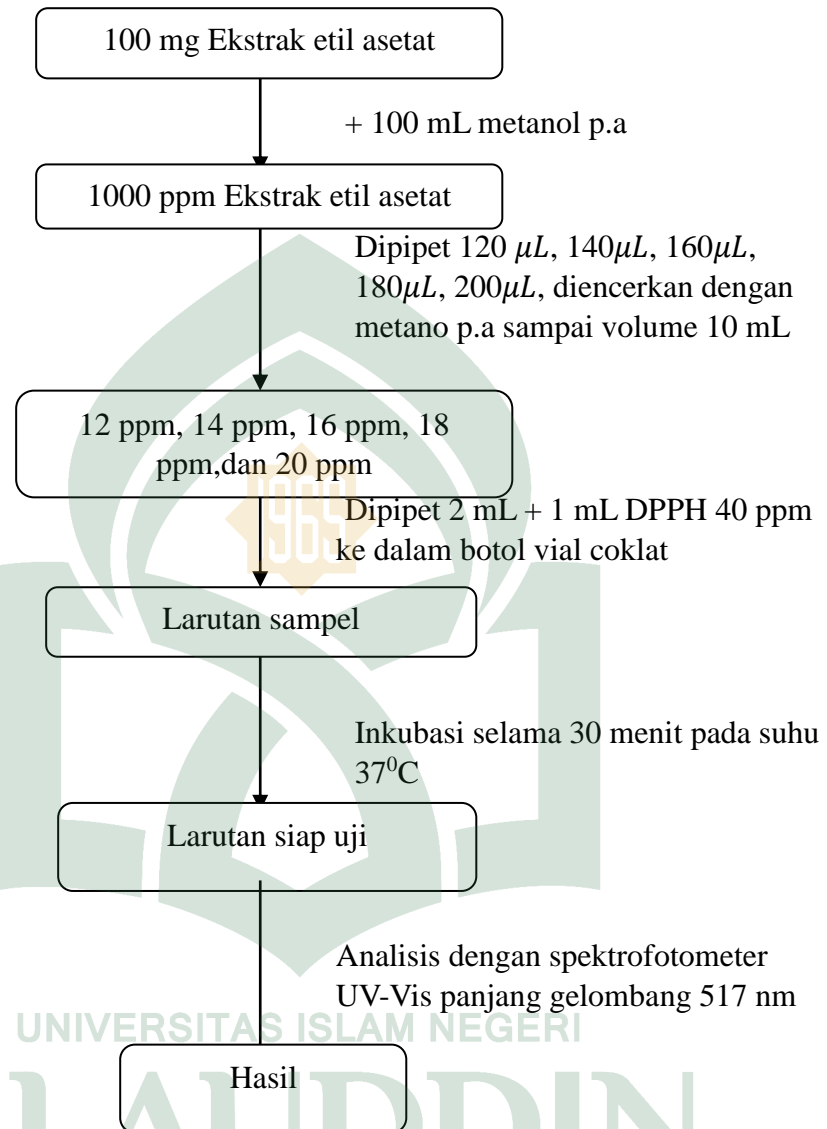 100 mg Ekstrak etil asetat
+ 100 mL metanol p.a
1000 ppm Ekstrak etil asetat
Dipipet 120 𝜇L, 140𝜇L, 160𝜇L,
180𝜇L, 200𝜇L, diencerkan dengan
metano p.a sampai volume 10 mL
12 ppm, 14 ppm, 16 ppm, 18
ppm,dan 20 ppm
1965
Dipipet 2 mL + 1 mL DPPH 40 ppm
ke dalam botol vial coklat
Larutan sampel
Inkubasi selama 30 menit pada suhu
37⁰C
Larutan siap uji
Analisis dengan spektrofotometer
UV-Vis panjang gelombang 517 nm
UNIVERSITAS ISLAM NEGERI
Hasil
LAUDDIN